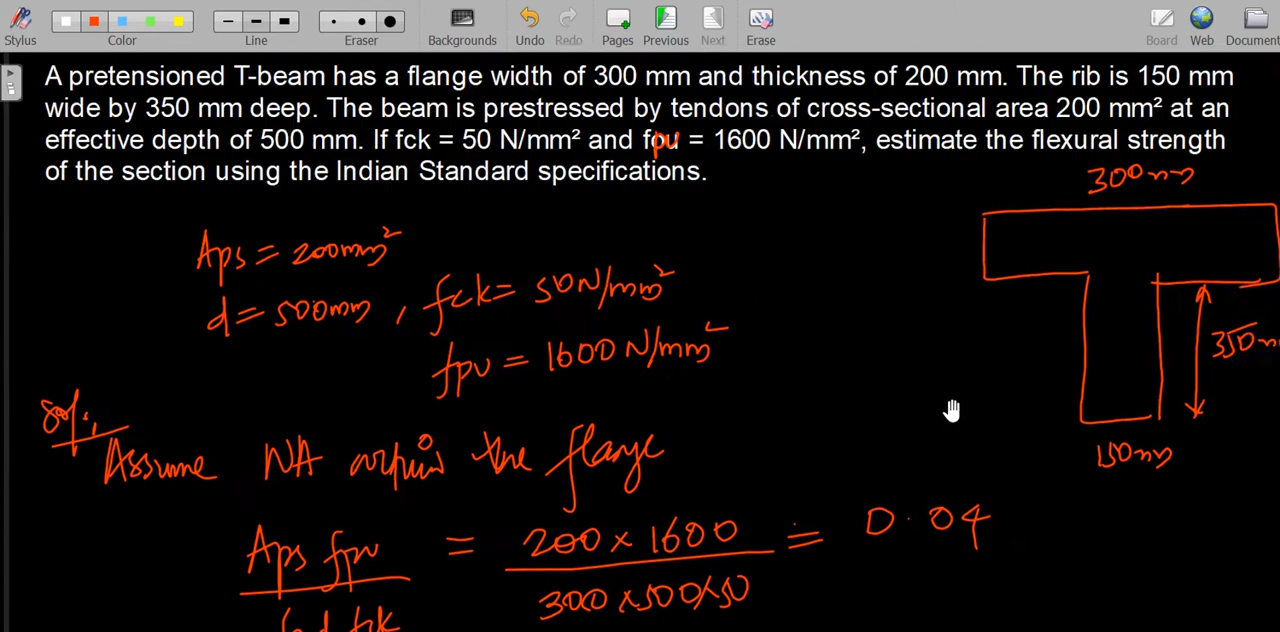 Stylus Color Line Eraser Backgrounds Undo Redo Pages Previous Next Erase Board Web Document
A pretensioned T-beam has a flange width of 300 mm and thickness of 200 mm. The rib is 150 mm
wide by 350 mm deep. The beam is prestressed by tendons of cross-sectional area 200 mm² at an
effective depth of 500 mm. If fck = 50 N/mm² and fpu = 1600 N/mm², estimate the flexural strength
of the section using the Indian Standard specifications.
300mm
Aps = 200mm²
d = 500mm, fck = 50N/mm²
fpu = 1600N/mm²
350m
150mm
Soln.
Assume NA within the flange
Aps fpu = 200 x 1600 = 0.04
300 x 500 x 50